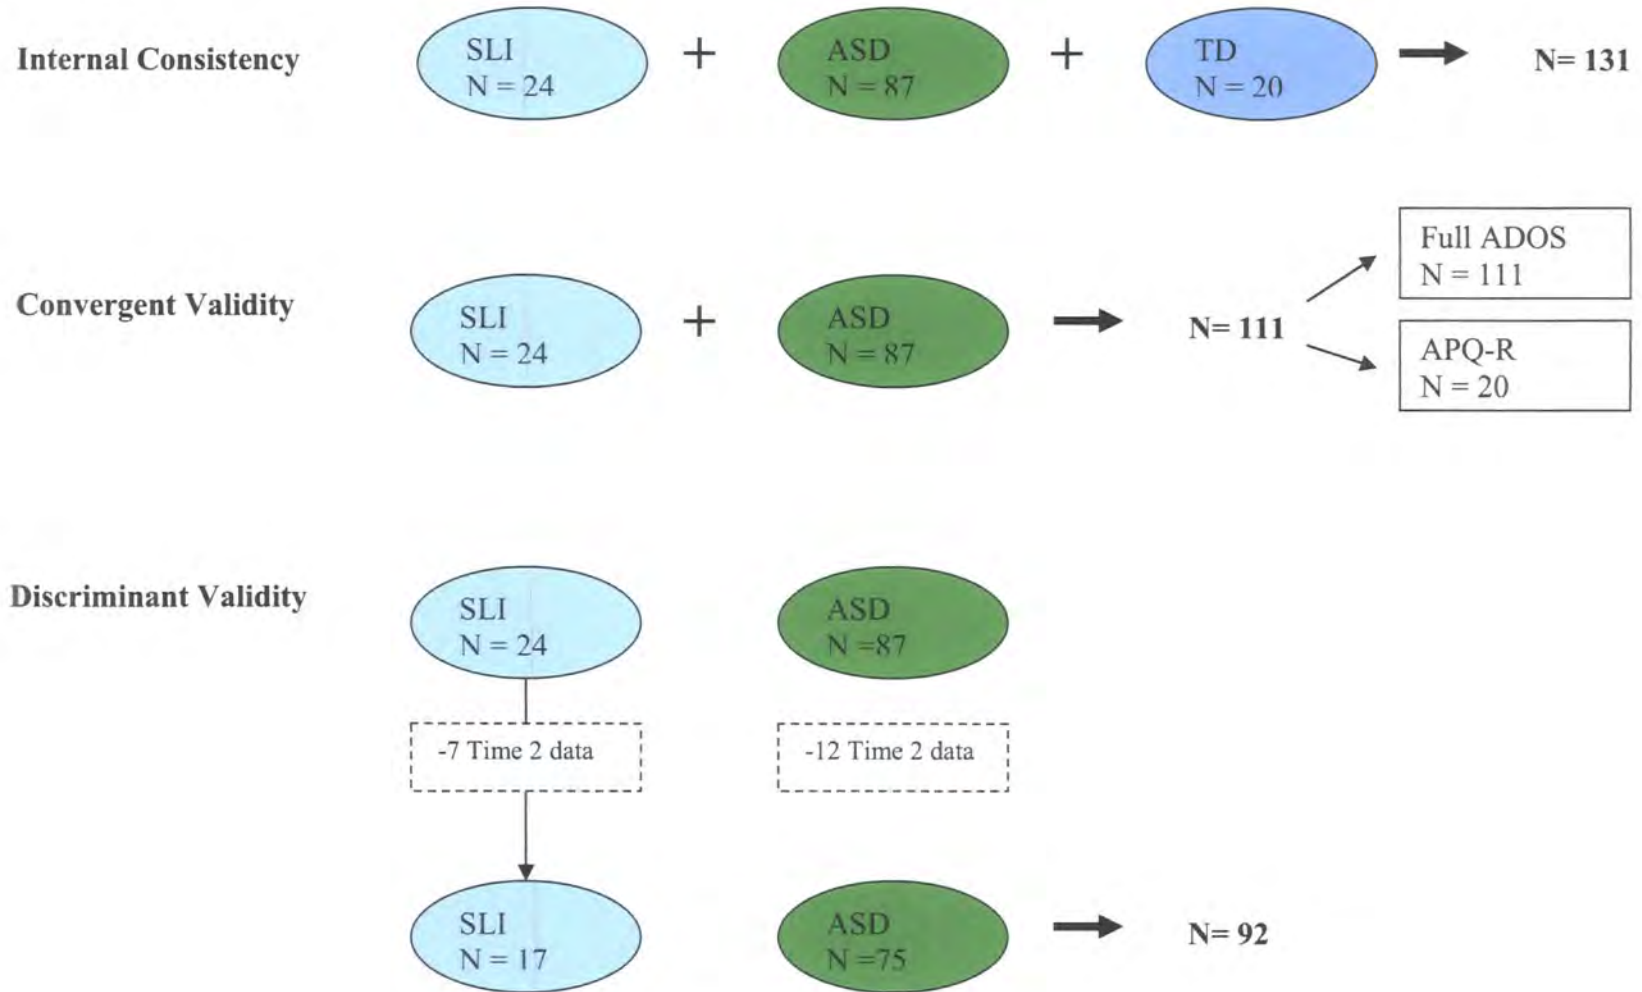 Internal Consistency
SLI
N = 24
+
ASD
N = 87
+
TD
N = 20
N= 131
Convergent Validity
SLI
N = 24
+
ASD
N = 87
N= 111
Full ADOS
N = 111
APQ-R
N = 20
Discriminant Validity
SLI
N = 24
ASD
N =87
-7 Time 2 data
-12 Time 2 data
SLI
N = 17
ASD
N =75
N= 92